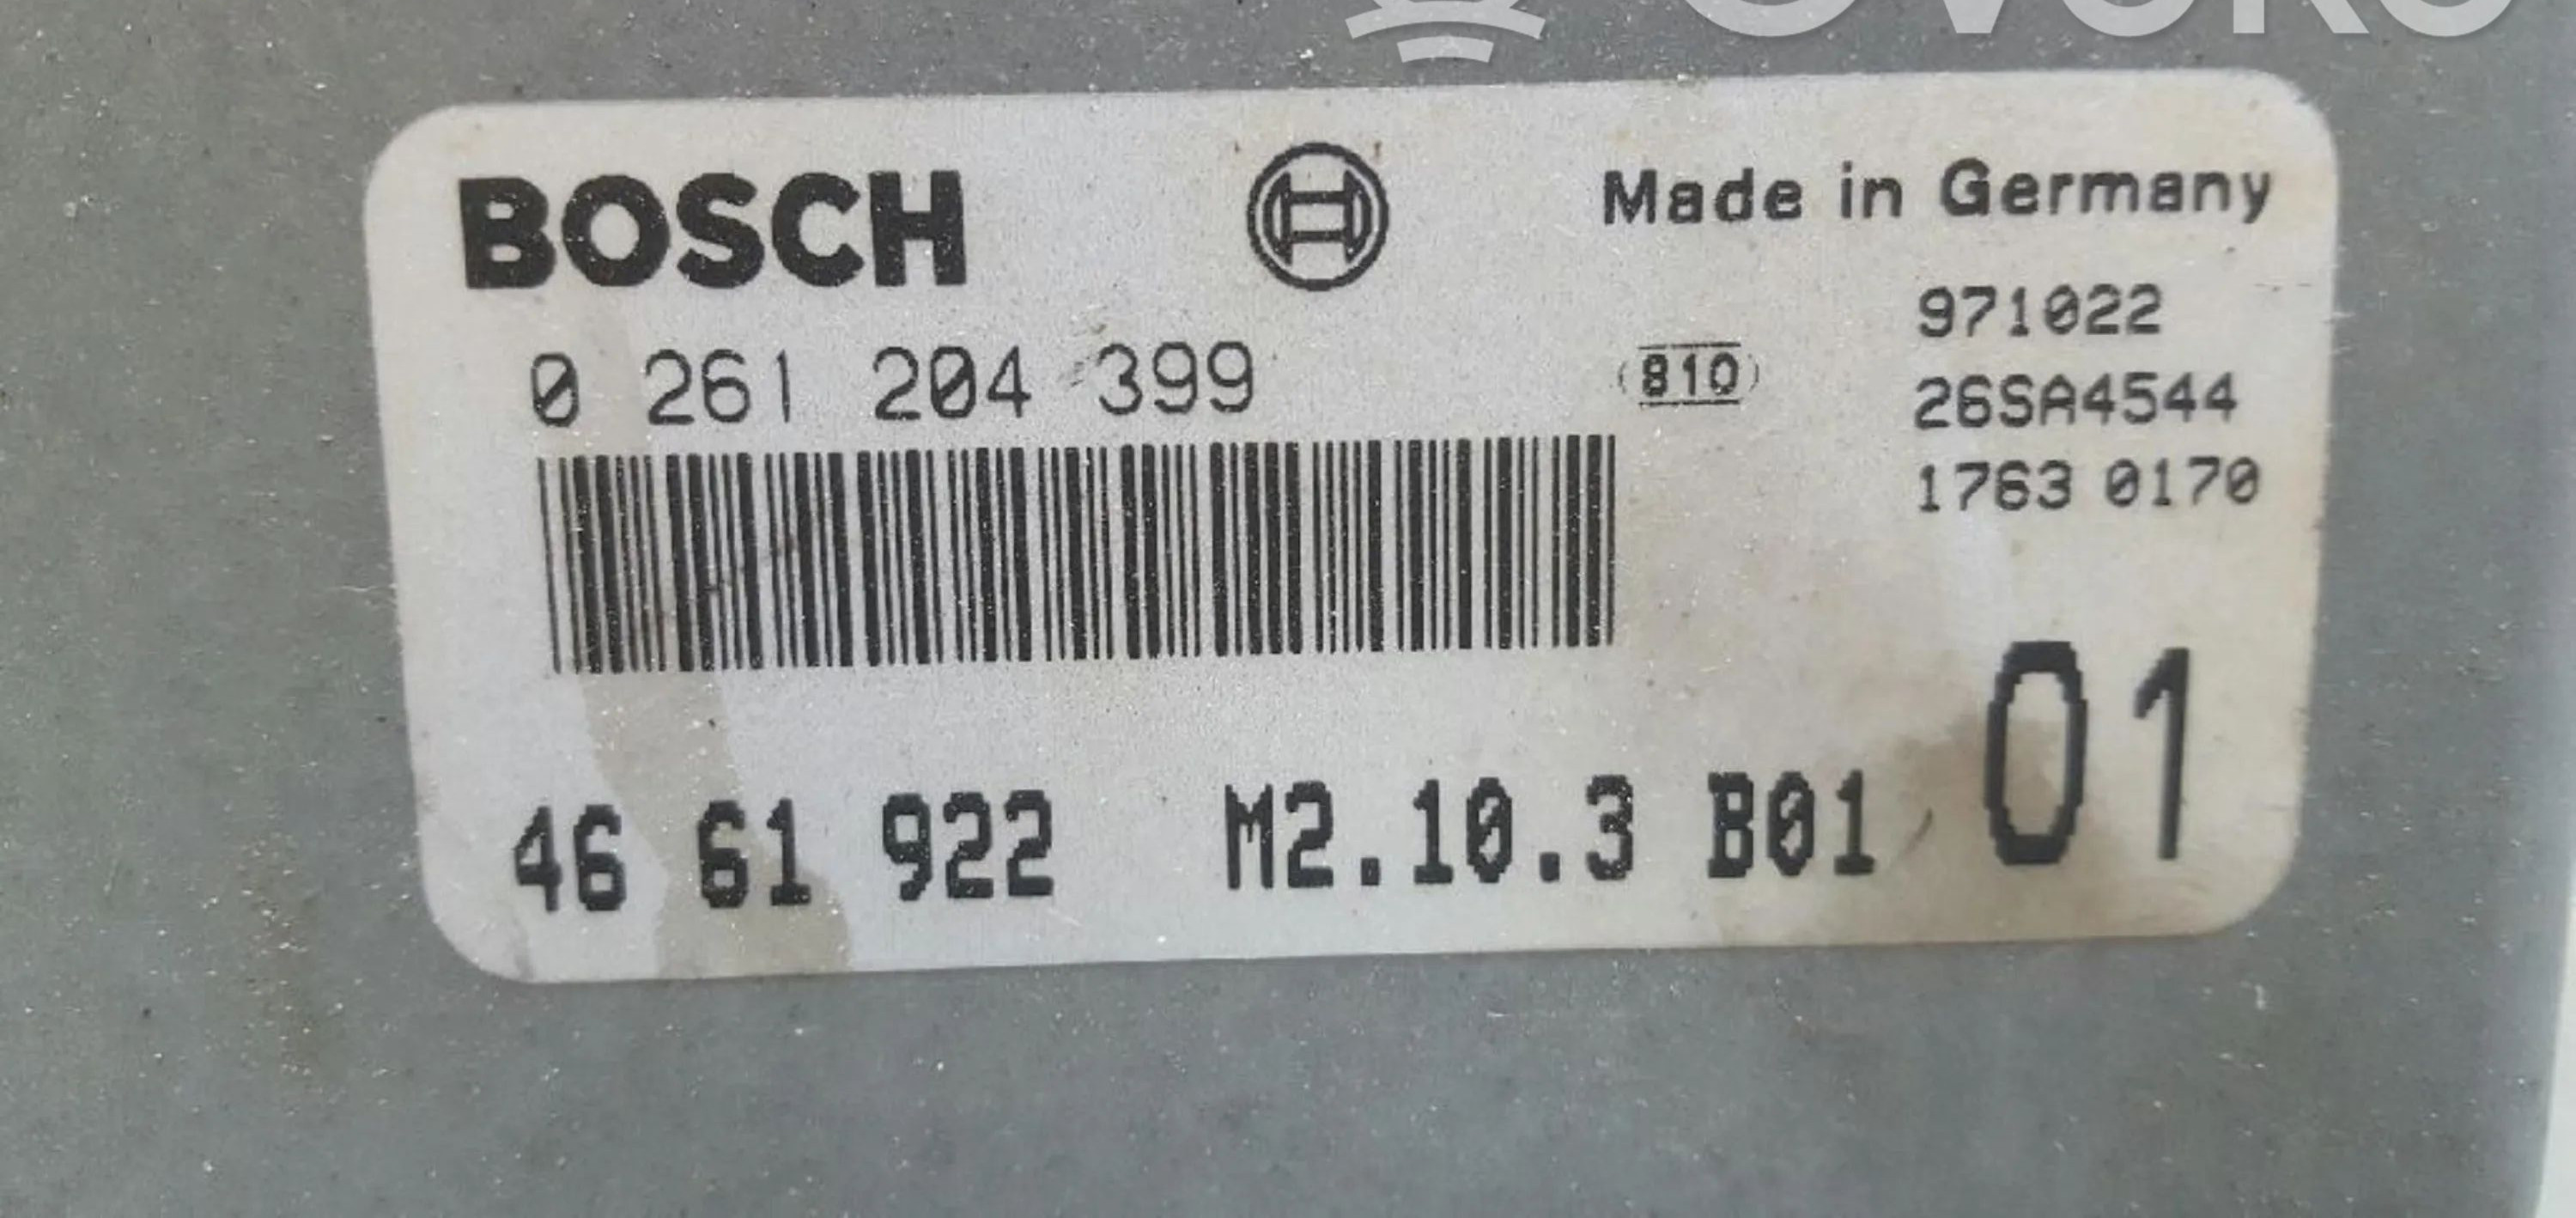 BOSCH
Made in Germany
971022
0 261 204 399
810
26SA4544
1763 0170
01
46 61 922 M2.10.3 B01